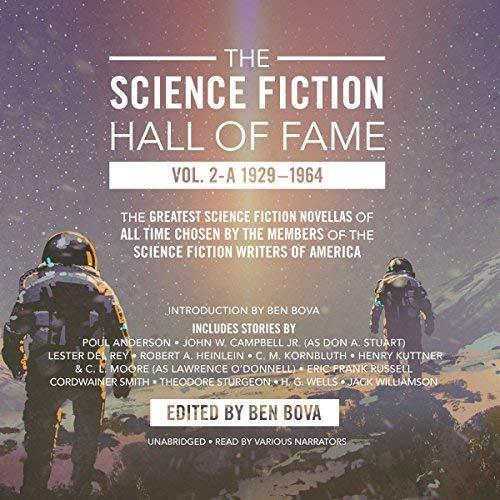 THE
SCIENCE FICTION
HALL OF FAME
VOL. 2-A 1929–1964
THE GREATEST SCIENCE FICTION NOVELLAS OF
ALL TIME CHOSEN BY THE MEMBERS OF THE
SCIENCE FICTION WRITERS OF AMERICA
INTRODUCTION BY BEN BOVA
INCLUDES STORIES BY
POUL ANDERSON • JOHN W. CAMPBELL JR. (AS DON A. STUART)
LESTER DEL REY • ROBERT A. HEINLEIN • C. M. KORNBLUTH • HENRY KUTTNER
& C. L. MOORE (AS LAWRENCE O'DONNELL) • ERIC FRANK RUSSELL
CORDWAINER SMITH • THEODORE STURGEON • H. G. WELLS • JACK WILLIAMSON
EDITED BY BEN BOVA
UNABRIDGED • READ BY VARIOUS NARRATORS